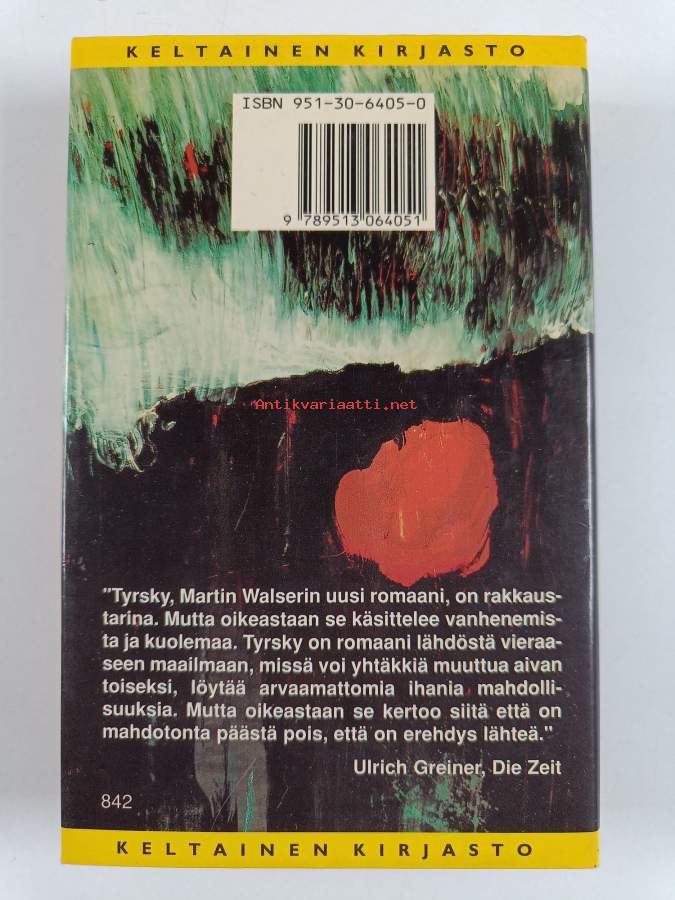 KELTAINEN KIRJASTO
ISBN 951-30-6405-0
9 789513 064051
Antikvariaatti.net
"Tyrsky, Martin Walserin uusi romaani, on rakkaus-
tarina. Mutta oikeastaan se käsittelee vanhenemis-
ta ja kuolemaa. Tyrsky on romaani lähdöstä vieraa-
seen maailmaan, missä voi yhtäkkiä muuttua aivan
toiseksi, löytää arvaamattomia ihania mahdolli-
suuksia. Mutta oikeastaan se kertoo siitä että on
mahdotonta päästä pois, että on erehdys lähteä."
Ulrich Greiner, Die Zeit
842
KELTAINEN KIRJASTO